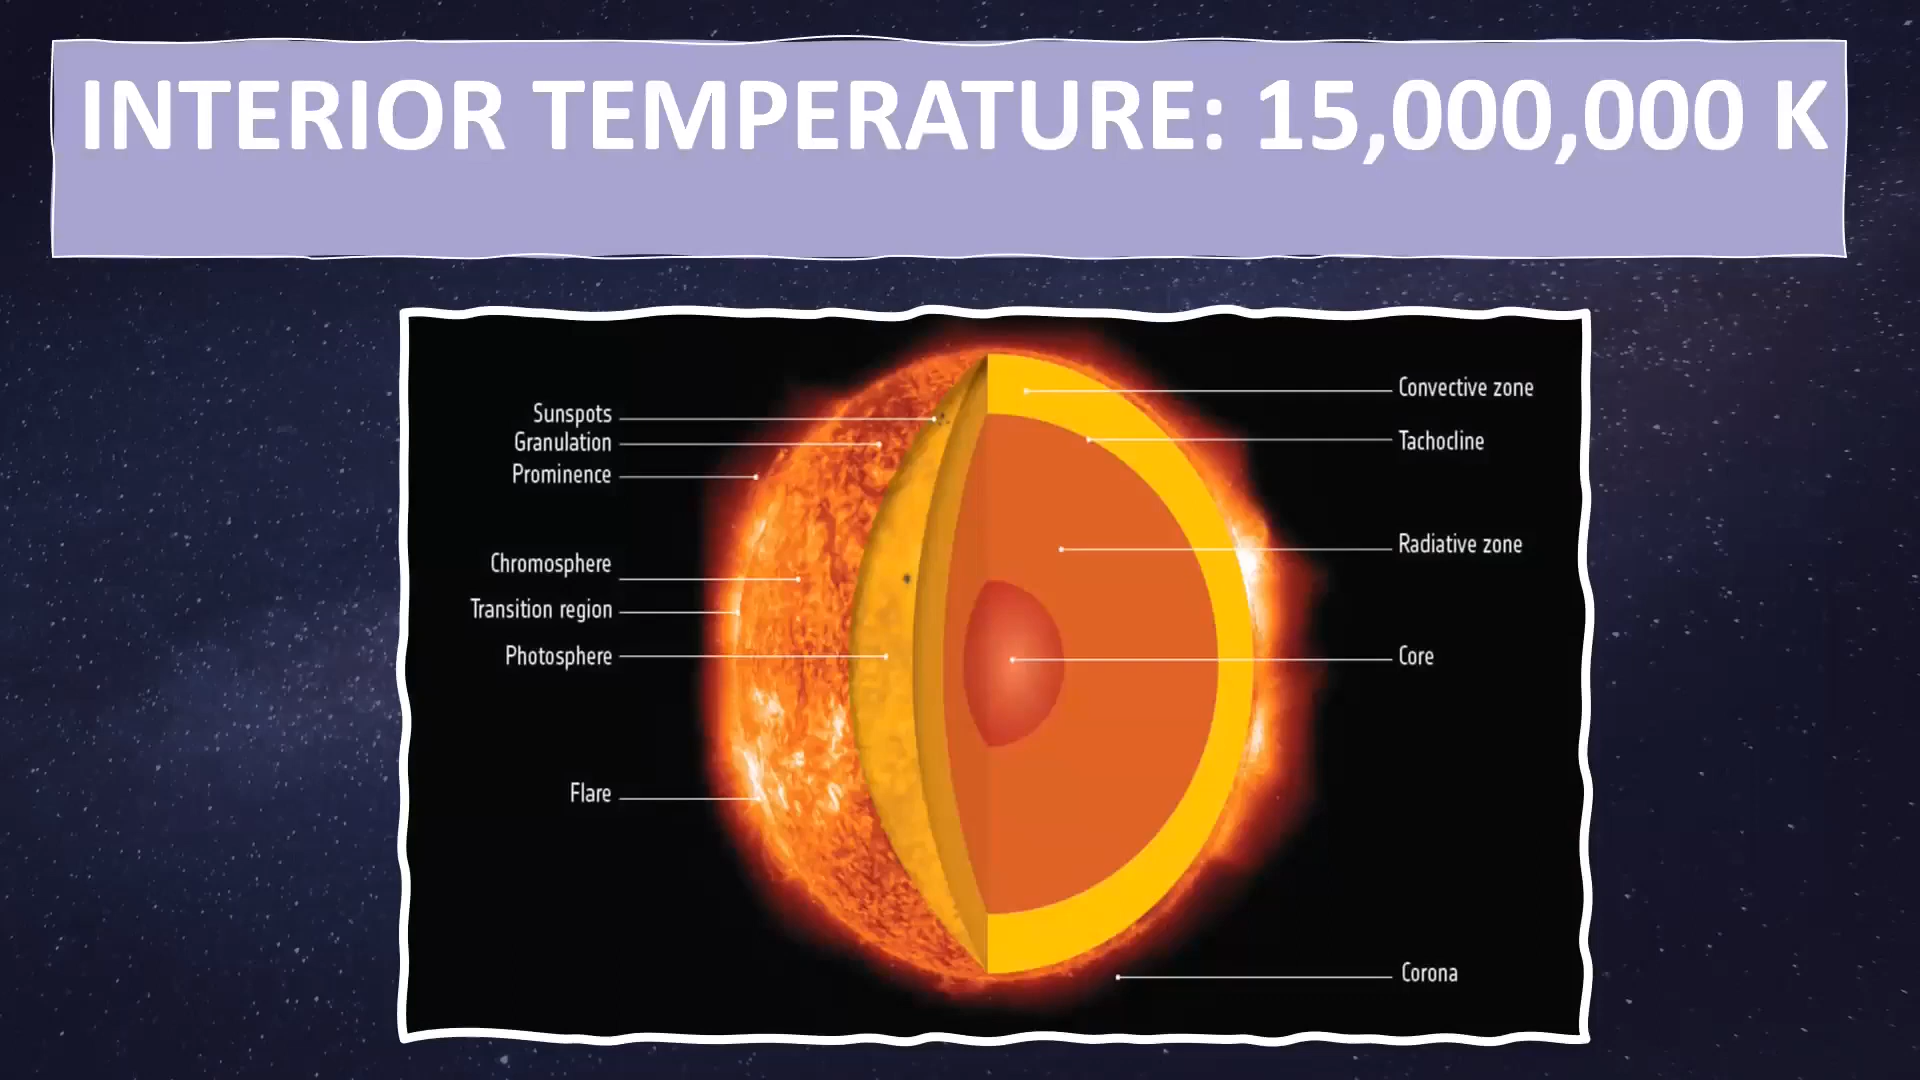 INTERIOR TEMPERATURE: 15,000,000 K
Sunspots
Granulation
Prominence
Chromosphere
Transition region
Photosphere
Flare
Convective zone
Tachocline
Radiative zone
Core
Corona